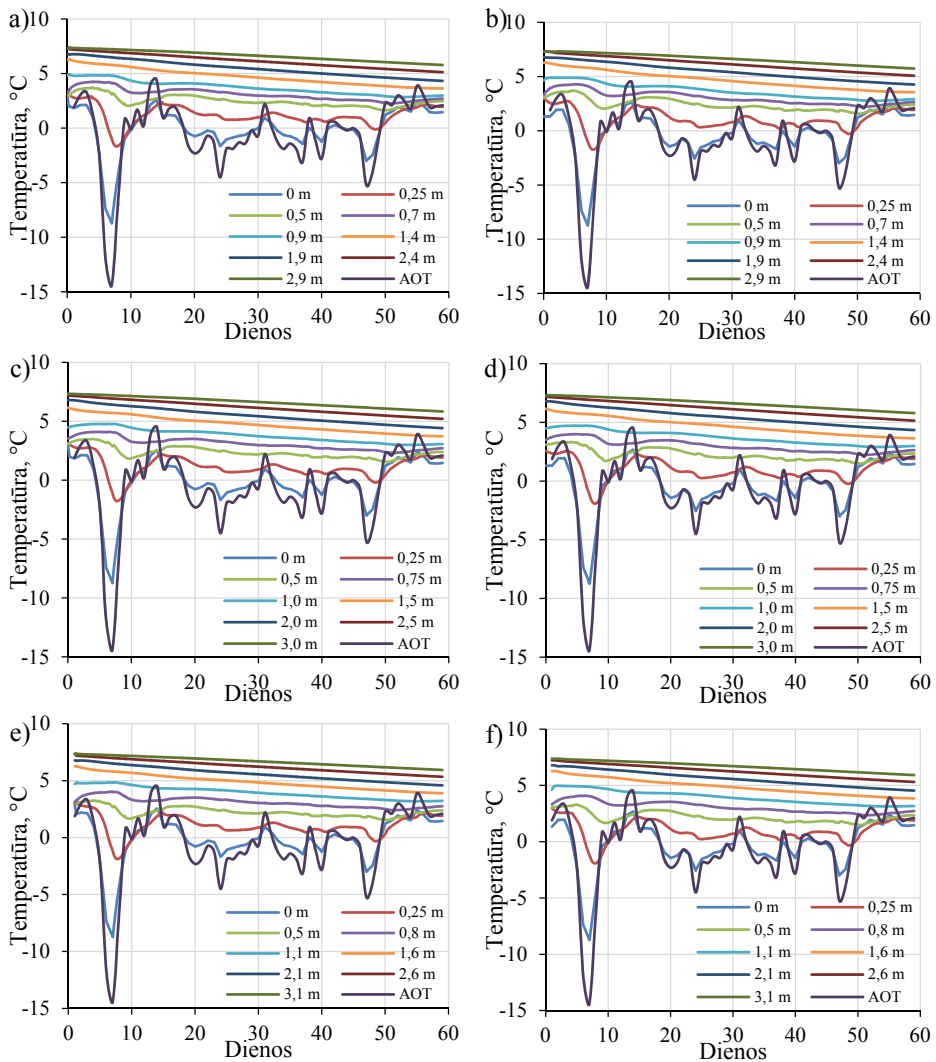 a)
Temperatūra, °C
10
5
0
-5
-10
-15
0 m
0,25 m
0,5 m
0,7 m
0,9 m
1,4 m
1,9 m
2,4 m
2,9 m
AOT
0 10 20 30 40 50 60
Dienos
b)
Temperatūra, °C
10
5
0
-5
-10
-15
0 m
0,25 m
0,5 m
0,7 m
0,9 m
1,4 m
1,9 m
2,4 m
2,9 m
AOT
0 10 20 30 40 50 60
Dienos
c)
Temperatūra, °C
10
5
0
-5
-10
-15
0 m
0,25 m
0,5 m
0,75 m
1,0 m
1,5 m
2,0 m
2,5 m
3,0 m
AOT
0 10 20 30 40 50 60
Dienos
d)
Temperatūra, °C
10
5
0
-5
-10
-15
0 m
0,25 m
0,5 m
0,75 m
1,0 m
1,5 m
2,0 m
2,5 m
3,0 m
AOT
0 10 20 30 40 50 60
Dienos
e)
Temperatūra, °C
10
5
0
-5
-10
-15
0 m
0,25 m
0,5 m
0,8 m
1,1 m
1,6 m
2,1 m
2,6 m
3,1 m
AOT
0 10 20 30 40 50 60
Dienos
f)
Temperatūra, °C
10
5
0
-5
-10
-15
0 m
0,25 m
0,5 m
0,8 m
1,1 m
1,6 m
2,1 m
2,6 m
3,1 m
AOT
0 10 20 30 40 50 60
Dienos